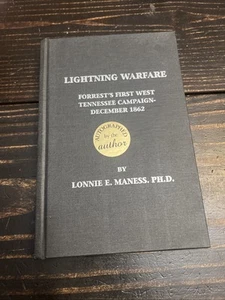 LIGHTNING WARFARE
FORREST'S FIRST WEST
TENNESSEE CAMPAIGN-
DECEMBER 1862
AUTOGRAPHED
by the
author
BY
LONNIE E. MANESS, PH.D.